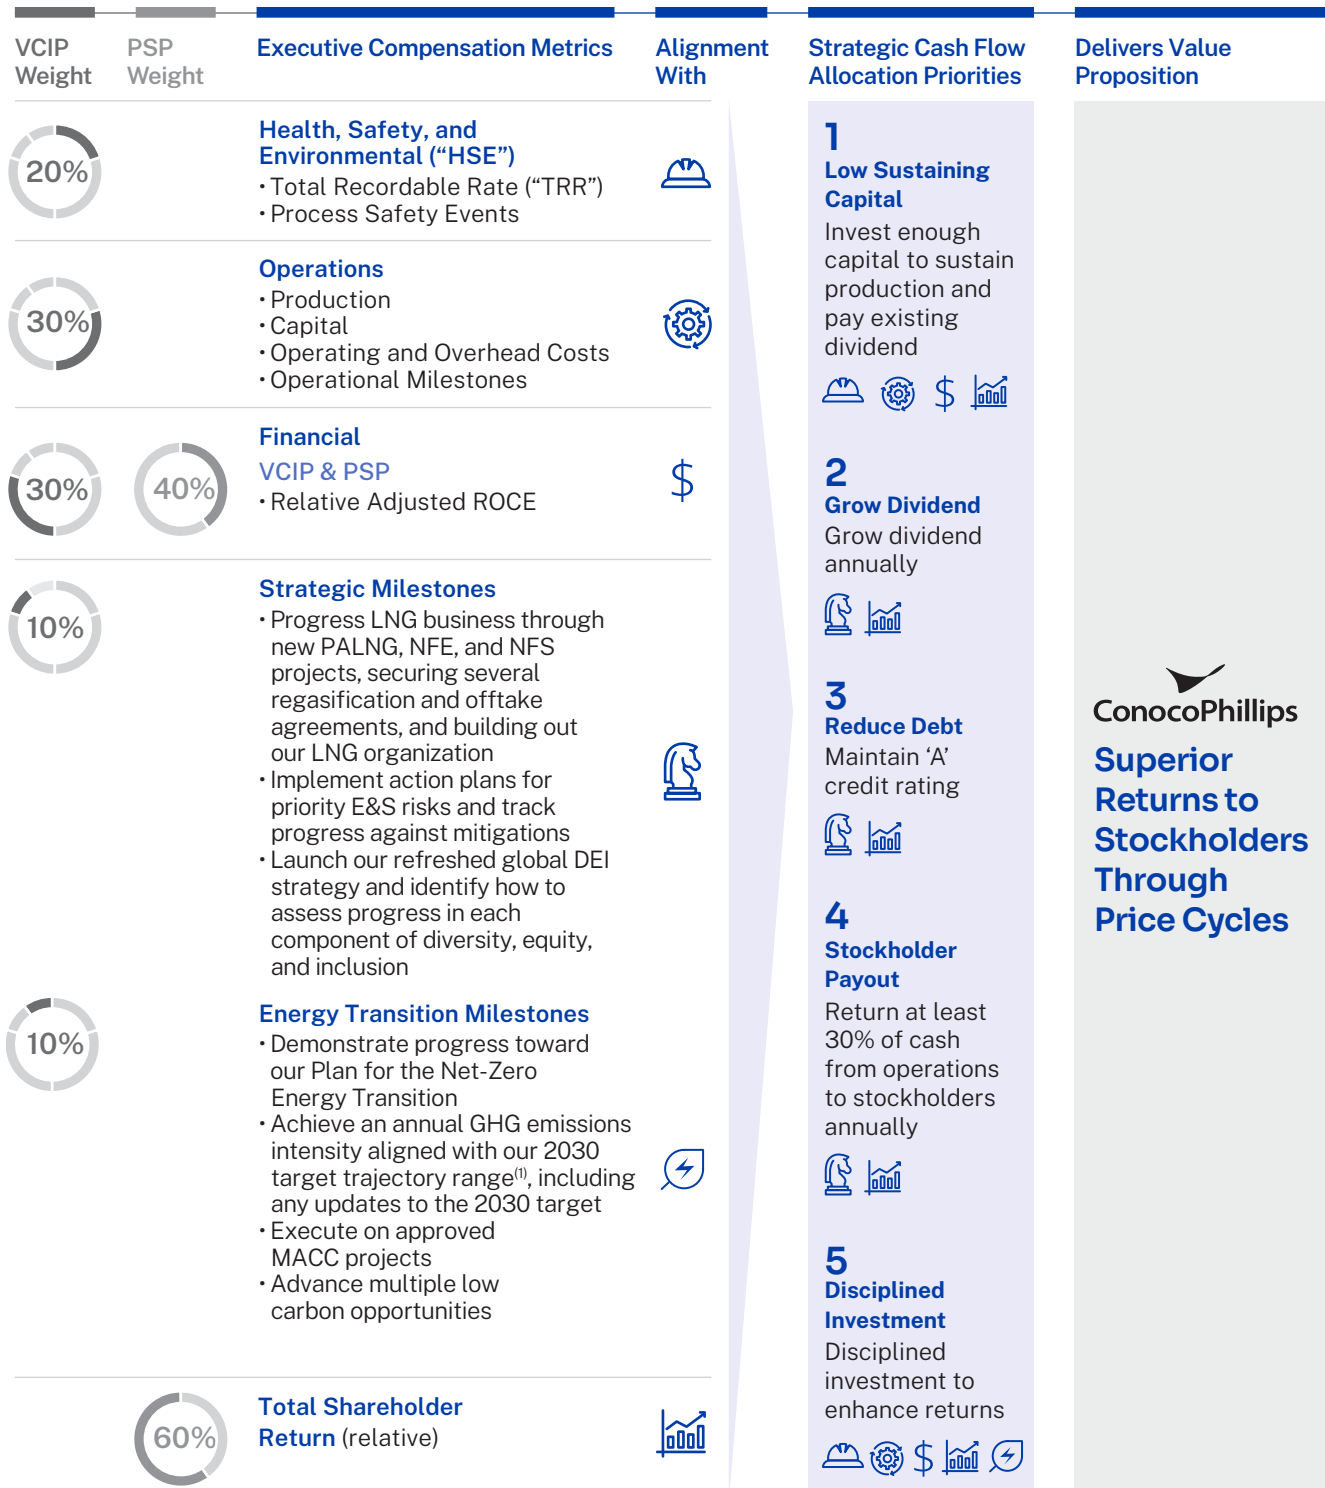 VCIP
Weight
PSP
Weight
Executive Compensation Metrics
Alignment
With
Strategic Cash Flow
Allocation Priorities
Delivers Value
Proposition
20%
Health, Safety, and
Environmental (“HSE”)
• Total Recordable Rate (“TRR”)
• Process Safety Events
30%
Operations
• Production
• Capital
• Operating and Overhead Costs
• Operational Milestones
30%
40%
Financial
VCIP & PSP
• Relative Adjusted ROCE
$
10%
Strategic Milestones
• Progress LNG business through
new PALNG, NFE, and NFS
projects, securing several
regasification and offtake
agreements, and building out
our LNG organization
• Implement action plans for
priority E&S risks and track
progress against mitigations
• Launch our refreshed global DEI
strategy and identify how to
assess progress in each
component of diversity, equity,
and inclusion
10%
Energy Transition Milestones
• Demonstrate progress toward
our Plan for the Net-Zero
Energy Transition
• Achieve an annual GHG emissions
intensity aligned with our 2030
target trajectory range(1), including
any updates to the 2030 target
• Execute on approved
MACC projects
• Advance multiple low
carbon opportunities
60%
Total Shareholder
Return (relative)
1
Low Sustaining
Capital
Invest enough
capital to sustain
production and
pay existing
dividend
$
2
Grow Dividend
Grow dividend
annually
3
Reduce Debt
Maintain ‘A’
credit rating
4
Stockholder
Payout
Return at least
30% of cash
from operations
to stockholders
annually
5
Disciplined
Investment
Disciplined
investment to
enhance returns
$
ConocoPhillips
Superior
Returns to
Stockholders
Through
Price Cycles